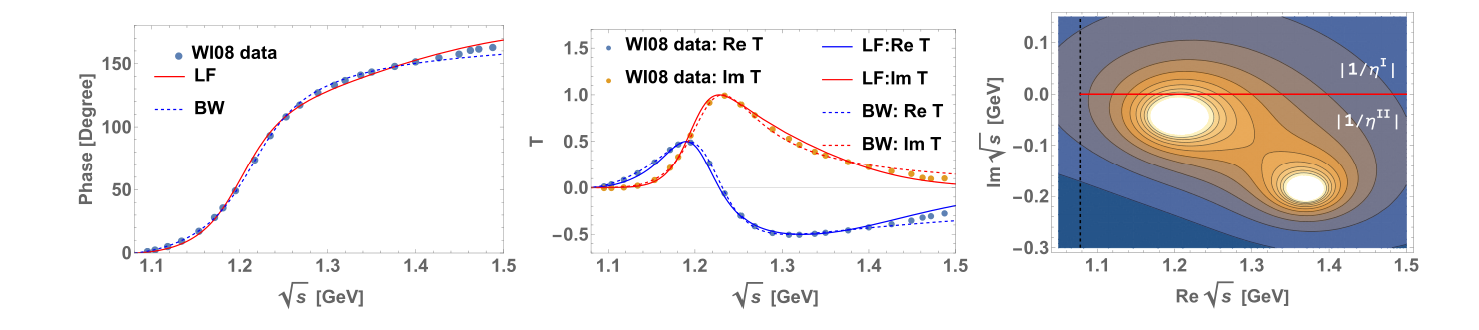 Phase [Degree]
150
100
50
0
WI08 data
LF
BW
1.1
1.2
1.3
1.4
1.5
√s [GeV]
T
1.5
1.0
0.5
0.0
−0.5
WI08 data: Re T
WI08 data: Im T
LF:Re T
LF:Im T
BW: Re T
BW: Im T
1.1
1.2
1.3
1.4
1.5
√s [GeV]
Im √s [GeV]
0.1
0.0
−0.1
−0.2
−0.3
|1/η^I|
|1/η^II|
1.1
1.2
1.3
1.4
1.5
Re √s [GeV]